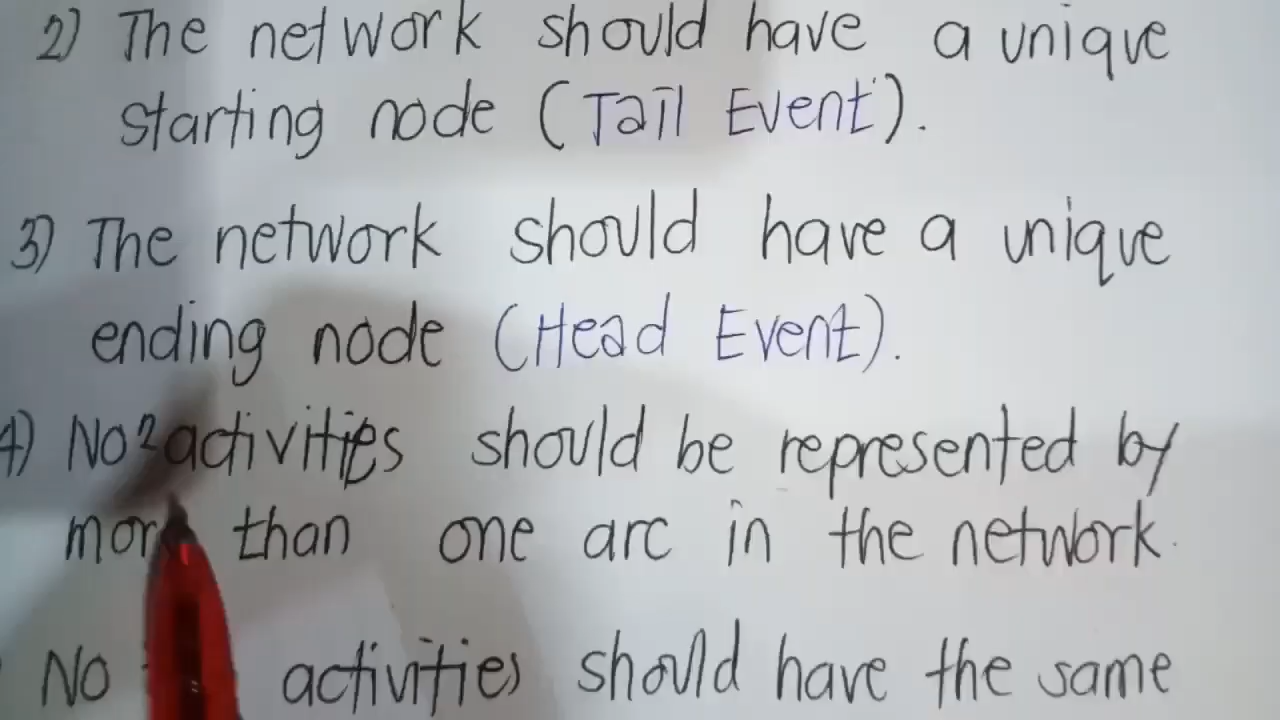 2) The network should have a unique
starting node (Tail Event).
3) The network should have a unique
ending node (Head Event).
4) No 2 activities should be represented by
than one arc in the network.
No activities should have the same